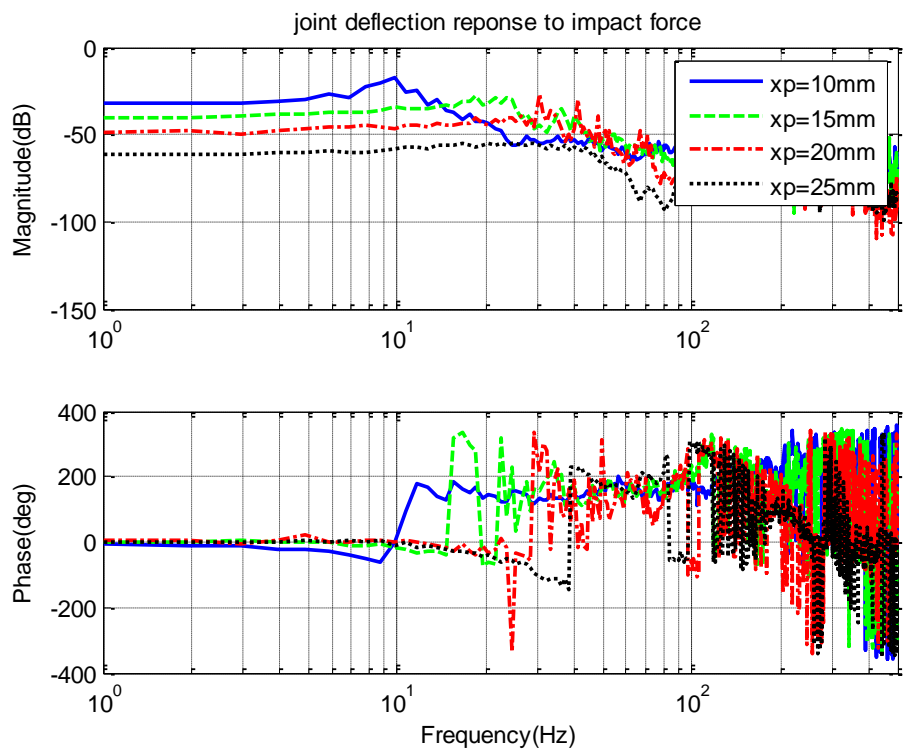 joint deflection reponse to impact force
0
-50
-100
-150
Magnitude(dB)
10^0
10^1
10^2
xp=10mm
xp=15mm
xp=20mm
xp=25mm
400
200
0
-200
-400
Phase(deg)
10^0
10^1
10^2
Frequency(Hz)